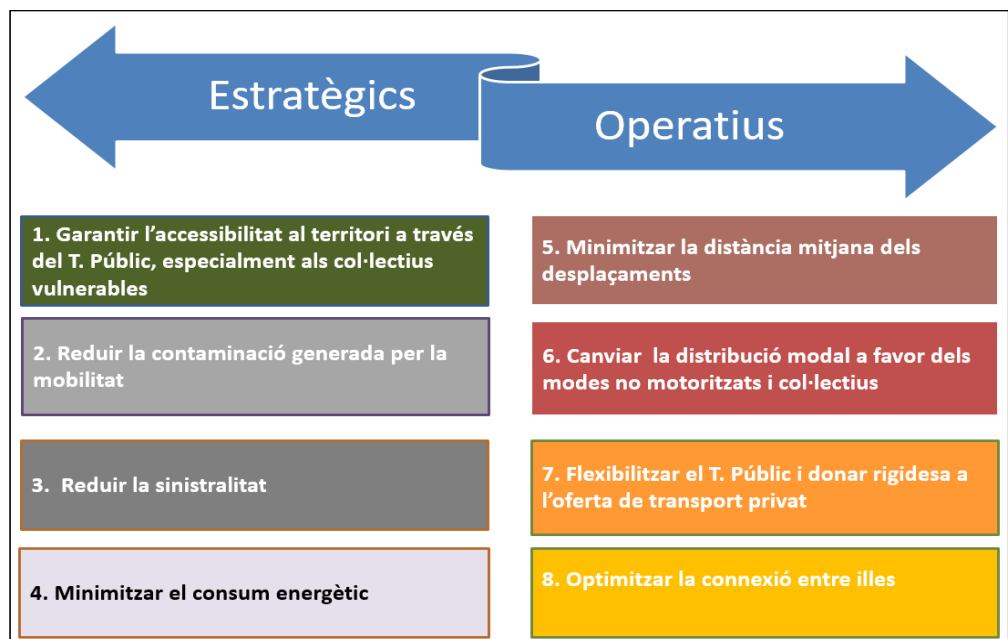 Estratègics
Operatius
1. Garantir l’accessibilitat al territori a través
del T. Públic, especialment als col·lectius
vulnerables
2. Reduir la contaminació generada per la
mobilitat
3. Reduir la sinistralitat
4. Minimitzar el consum energètic
5. Minimitzar la distància mitjana dels
desplaçaments
6. Canviar la distribució modal a favor dels
modes no motoritzats i col·lectius
7. Flexibilitzar el T. Públic i donar rigidesa a
l’oferta de transport privat
8. Optimitzar la connexió entre illes